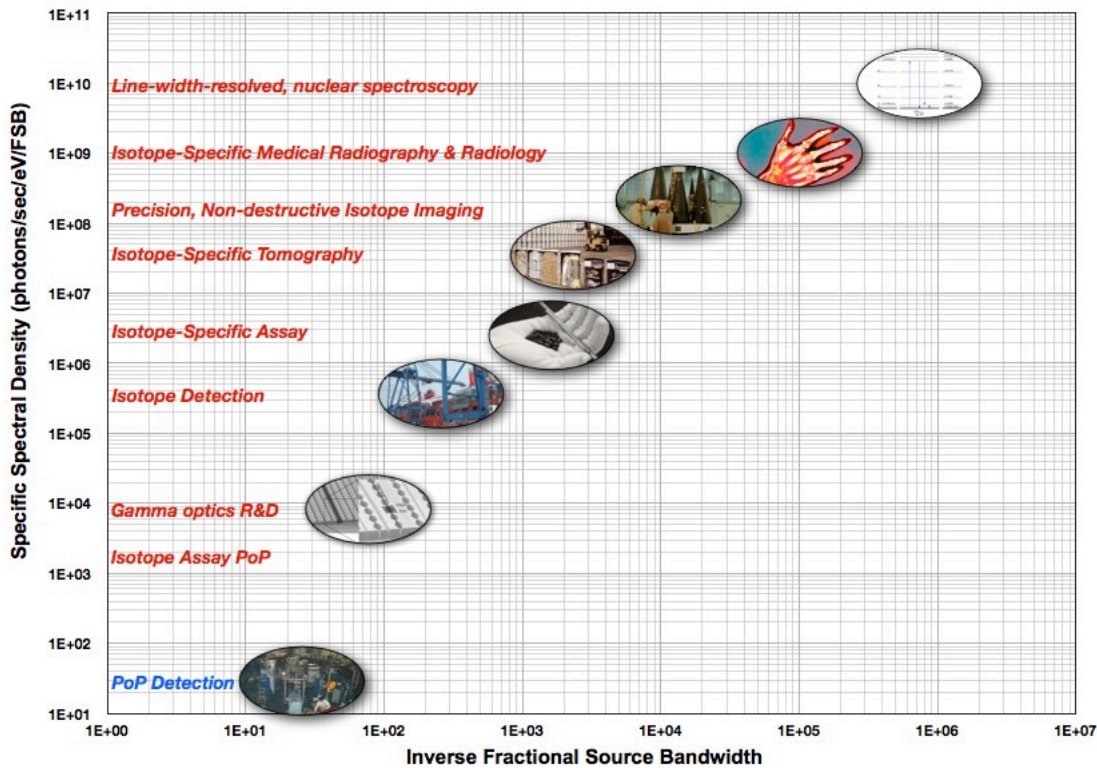 1E+11
1E+10
1E+09
1E+08
1E+07
1E+06
1E+05
1E+04
1E+03
1E+02
1E+01
Specific Spectral Density (photons/sec/eV/FSB)
Line-width-resolved, nuclear spectroscopy
Isotope-Specific Medical Radiography & Radiology
Precision, Non-destructive Isotope Imaging
Isotope-Specific Tomography
Isotope-Specific Assay
Isotope Detection
Gamma optics R&D
Isotope Assay PoP
PoP Detection
1E+00 1E+01 1E+02 1E+03 1E+04 1E+05 1E+06 1E+07
Inverse Fractional Source Bandwidth